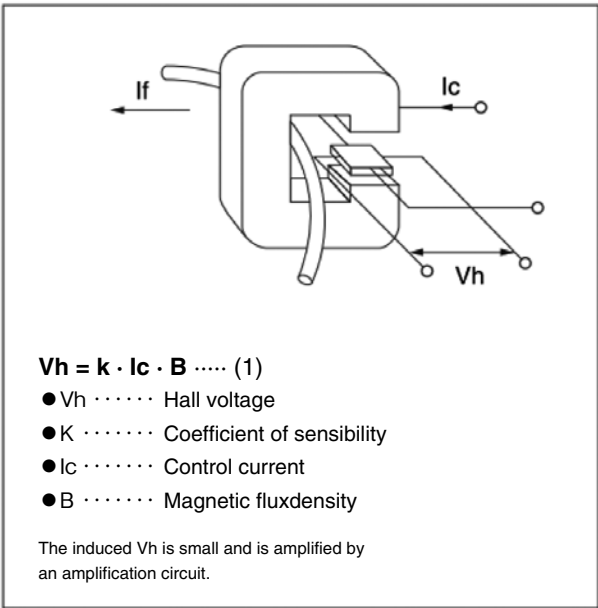 If
Ic
Vh
Vh = k · Ic · B ····· (1)
● Vh ······ Hall voltage
● K ······· Coefficient of sensibility
● Ic ······· Control current
● B ······· Magnetic fluxdensity
The induced Vh is small and is amplified by
an amplification circuit.